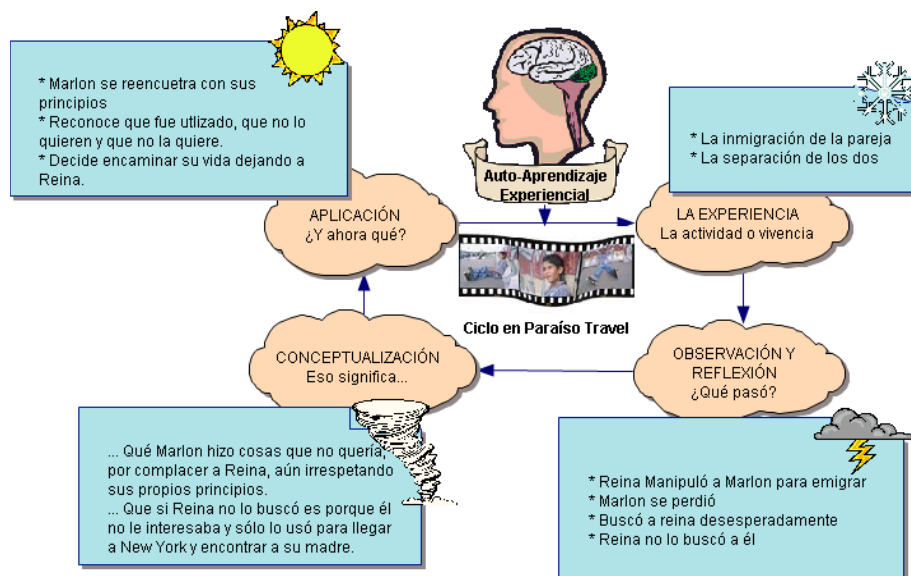 * Marlon se reencuetra con sus
principios
* Reconoce que fue utlizado, que no lo
quieren y que no la quiere.
* Decide encaminar su vida dejando a
Reina.
Auto-Aprendizaje
Experiencial
* La inmigración de la pareja
* La separación de los dos
APLICACIÓN
¿Y ahora qué?
LA EXPERIENCIA
La actividad o vivencia
Ciclo en Paraíso Travel
CONCEPTUALIZACIÓN
Eso significa...
OBSERVACIÓN Y
REFLEXIÓN
¿Qué pasó?
... Qué Marlon hizo cosas que no quería,
por complacer a Reina, aún irrespetando
sus propios principios.
... Que si Reina no lo buscó es porque él
no le interesaba y sólo lo usó para llegar
a New York y encontrar a su madre.
* Reina Manipuló a Marlon para emigrar
* Marlon se perdió
* Buscó a reina desesperadamente
* Reina no lo buscó a él